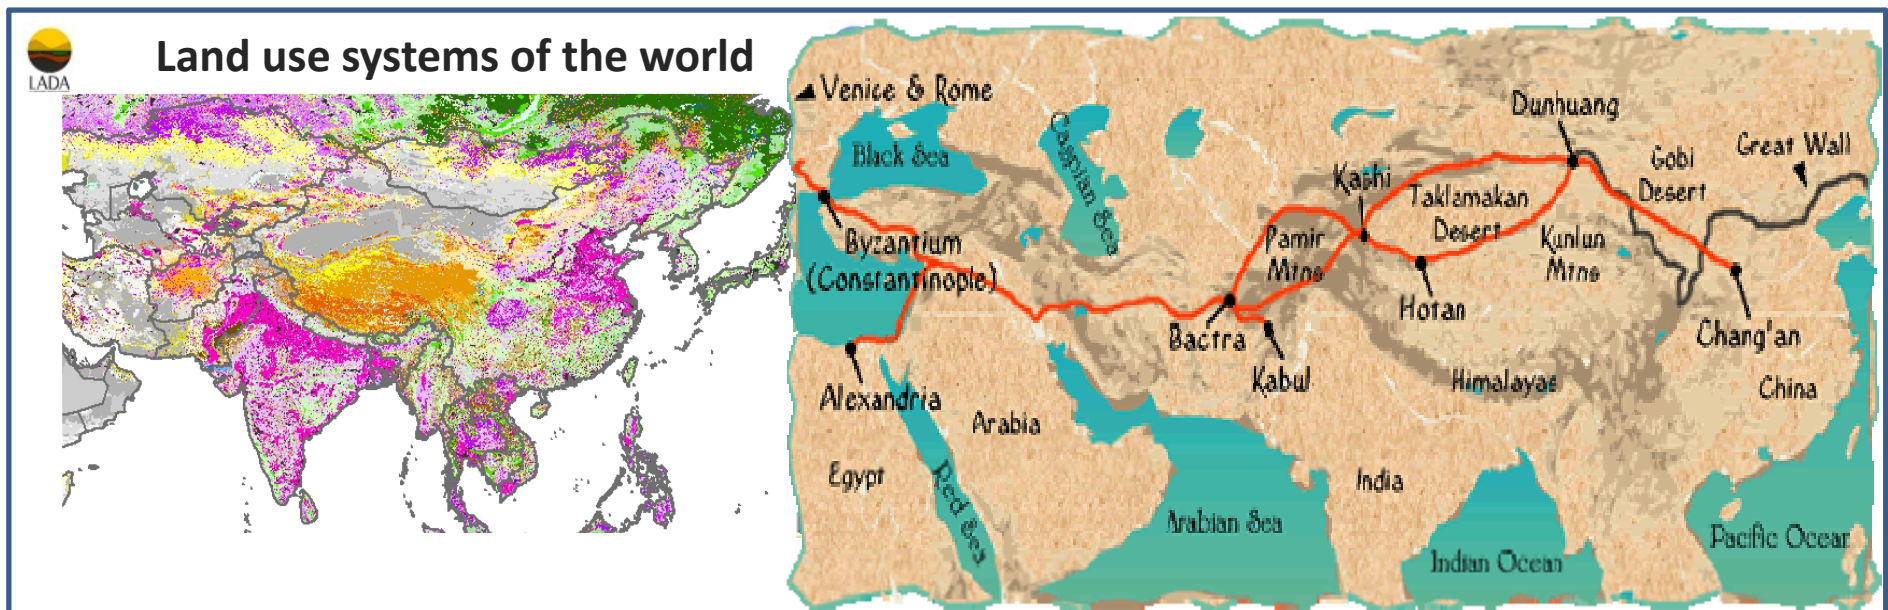 LADA
Land use systems of the world
Venice & Rome
Black Sea
Caspian Sea
Dunhuang
Great Wall
Gobi
Desert
Kashi
Taklamakan
Desert
Byzantium
(Constantinople)
Pamir
Mtns
Kunlun
Mtns
Hotan
Bactra
Chang'an
Kabul
Himalayas
China
Alexandria
Arabia
Egypt
Red Sea
India
Arabian Sea
Indian Ocean
Pacific Ocean